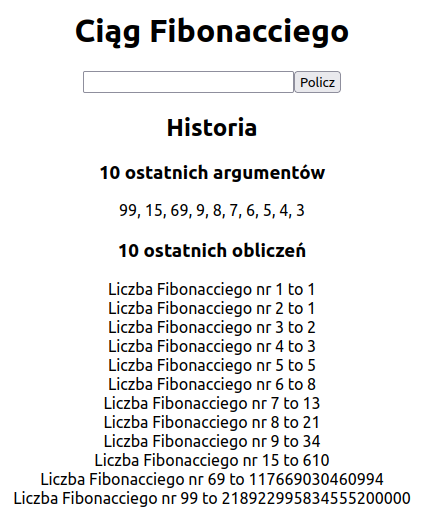 Ciąg Fibonacciego
Policz
Historia
10 ostatnich argumentów
99, 15, 69, 9, 8, 7, 6, 5, 4, 3
10 ostatnich obliczeń
Liczba Fibonacciego nr 1 to 1
Liczba Fibonacciego nr 2 to 1
Liczba Fibonacciego nr 3 to 2
Liczba Fibonacciego nr 4 to 3
Liczba Fibonacciego nr 5 to 5
Liczba Fibonacciego nr 6 to 8
Liczba Fibonacciego nr 7 to 13
Liczba Fibonacciego nr 8 to 21
Liczba Fibonacciego nr 9 to 34
Liczba Fibonacciego nr 15 to 610
Liczba Fibonacciego nr 69 to 117669030460994
Liczba Fibonacciego nr 99 to 218922995834555200000